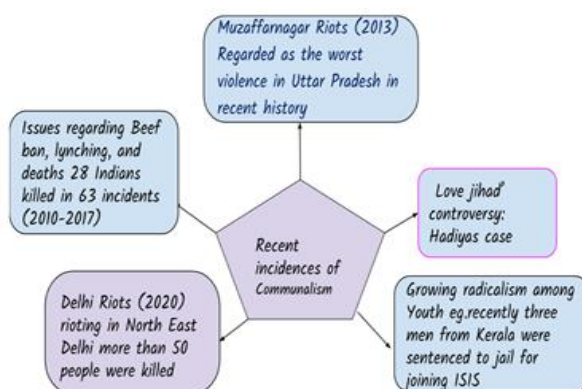 Muzaffarnagar Riots (2013)
Regarded as the worst
violence in Uttar Pradesh in
recent history
Issues regarding Beef
ban, lynching, and
deaths 28 Indians
killed in 63 incidents
(2010-2017)
Love jihad"
controversy:
Hadiyas case
Recent
incidences of
Communalism
Delhi Riots (2020)
rioting in North East
Delhi more than 50
people were killed
Growing radicalism among
Youth eg.recently three
men from Kerala were
sentenced to jail for
joining ISIS